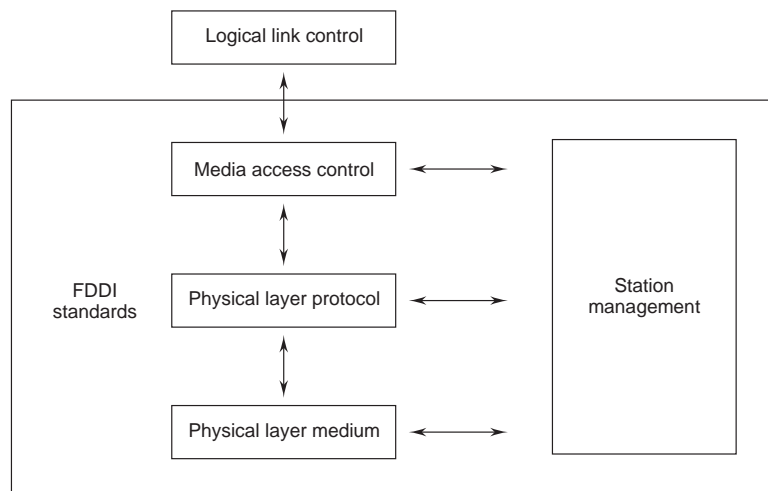 Logical link control
Media access control
FDDI
standards
Physical layer protocol
Station
management
Physical layer medium